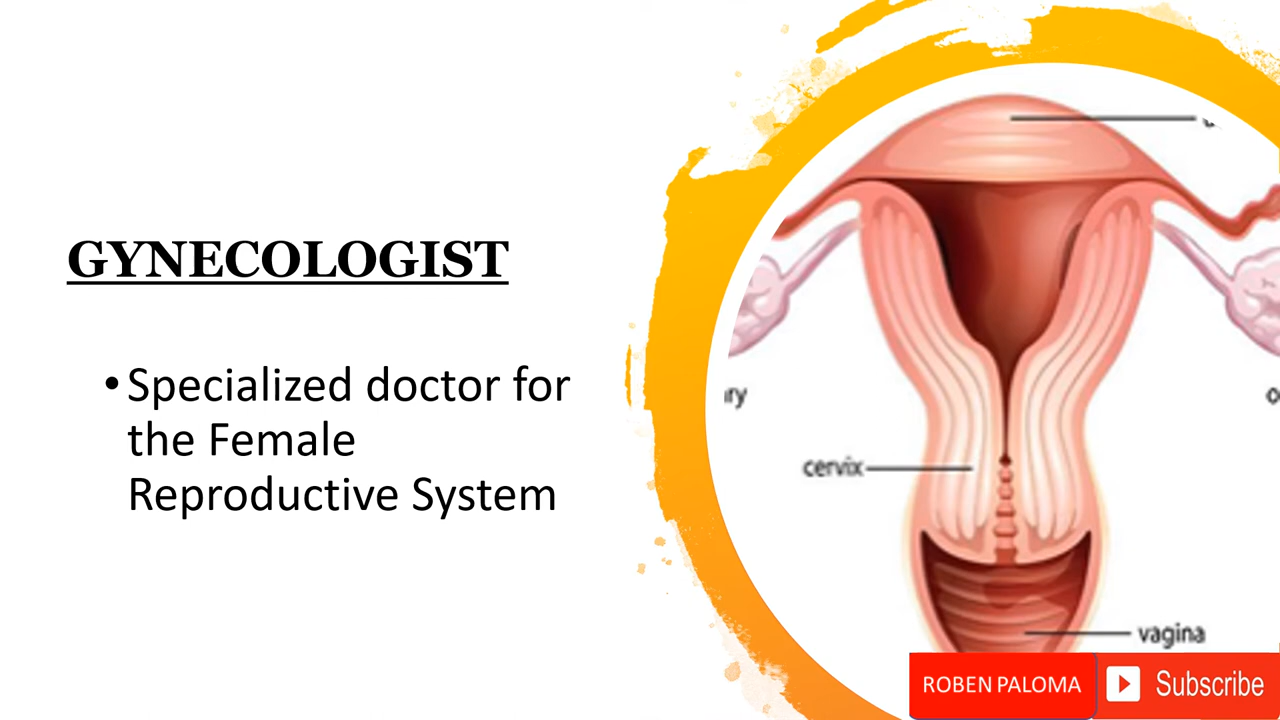 GYNECOLOGIST
• Specialized doctor for
the Female
Reproductive System
cervix
vagina
ROBEN PALOMA
Subscribe